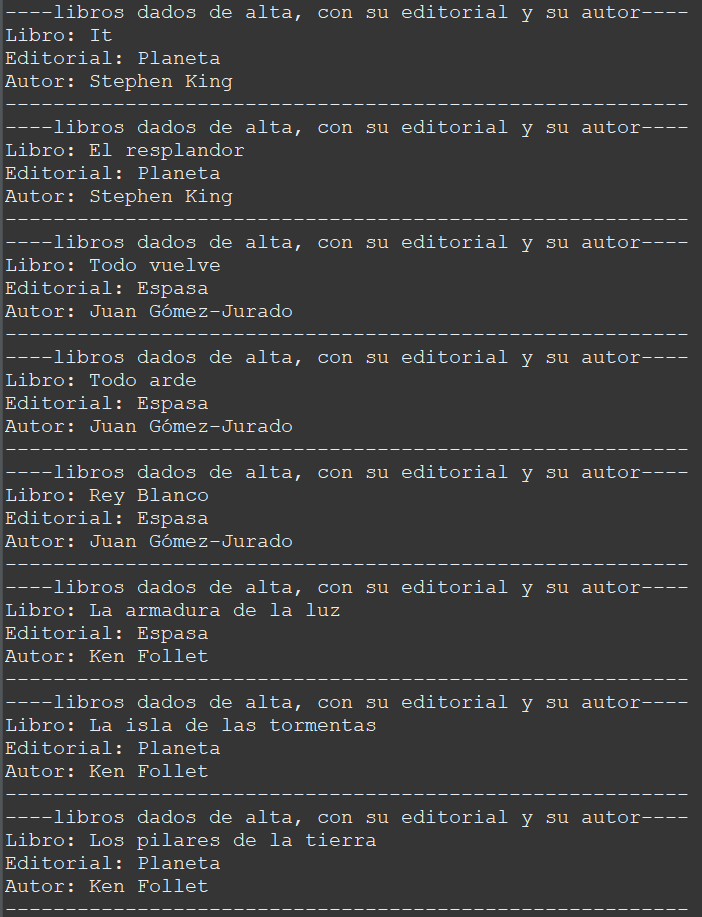 ----libros dados de alta, con su editorial y su autor----
Libro: It
Editorial: Planeta
Autor: Stephen King
---------------------------------------------------------
----libros dados de alta, con su editorial y su autor----
Libro: El resplandor
Editorial: Planeta
Autor: Stephen King
---------------------------------------------------------
----libros dados de alta, con su editorial y su autor----
Libro: Todo vuelve
Editorial: Espasa
Autor: Juan Gómez-Jurado
---------------------------------------------------------
----libros dados de alta, con su editorial y su autor----
Libro: Todo arde
Editorial: Espasa
Autor: Juan Gómez-Jurado
---------------------------------------------------------
----libros dados de alta, con su editorial y su autor----
Libro: Rey Blanco
Editorial: Espasa
Autor: Juan Gómez-Jurado
---------------------------------------------------------
----libros dados de alta, con su editorial y su autor----
Libro: La armadura de la luz
Editorial: Espasa
Autor: Ken Follet
---------------------------------------------------------
----libros dados de alta, con su editorial y su autor----
Libro: La isla de las tormentas
Editorial: Planeta
Autor: Ken Follet
---------------------------------------------------------
----libros dados de alta, con su editorial y su autor----
Libro: Los pilares de la tierra
Editorial: Planeta
Autor: Ken Follet
---------------------------------------------------------